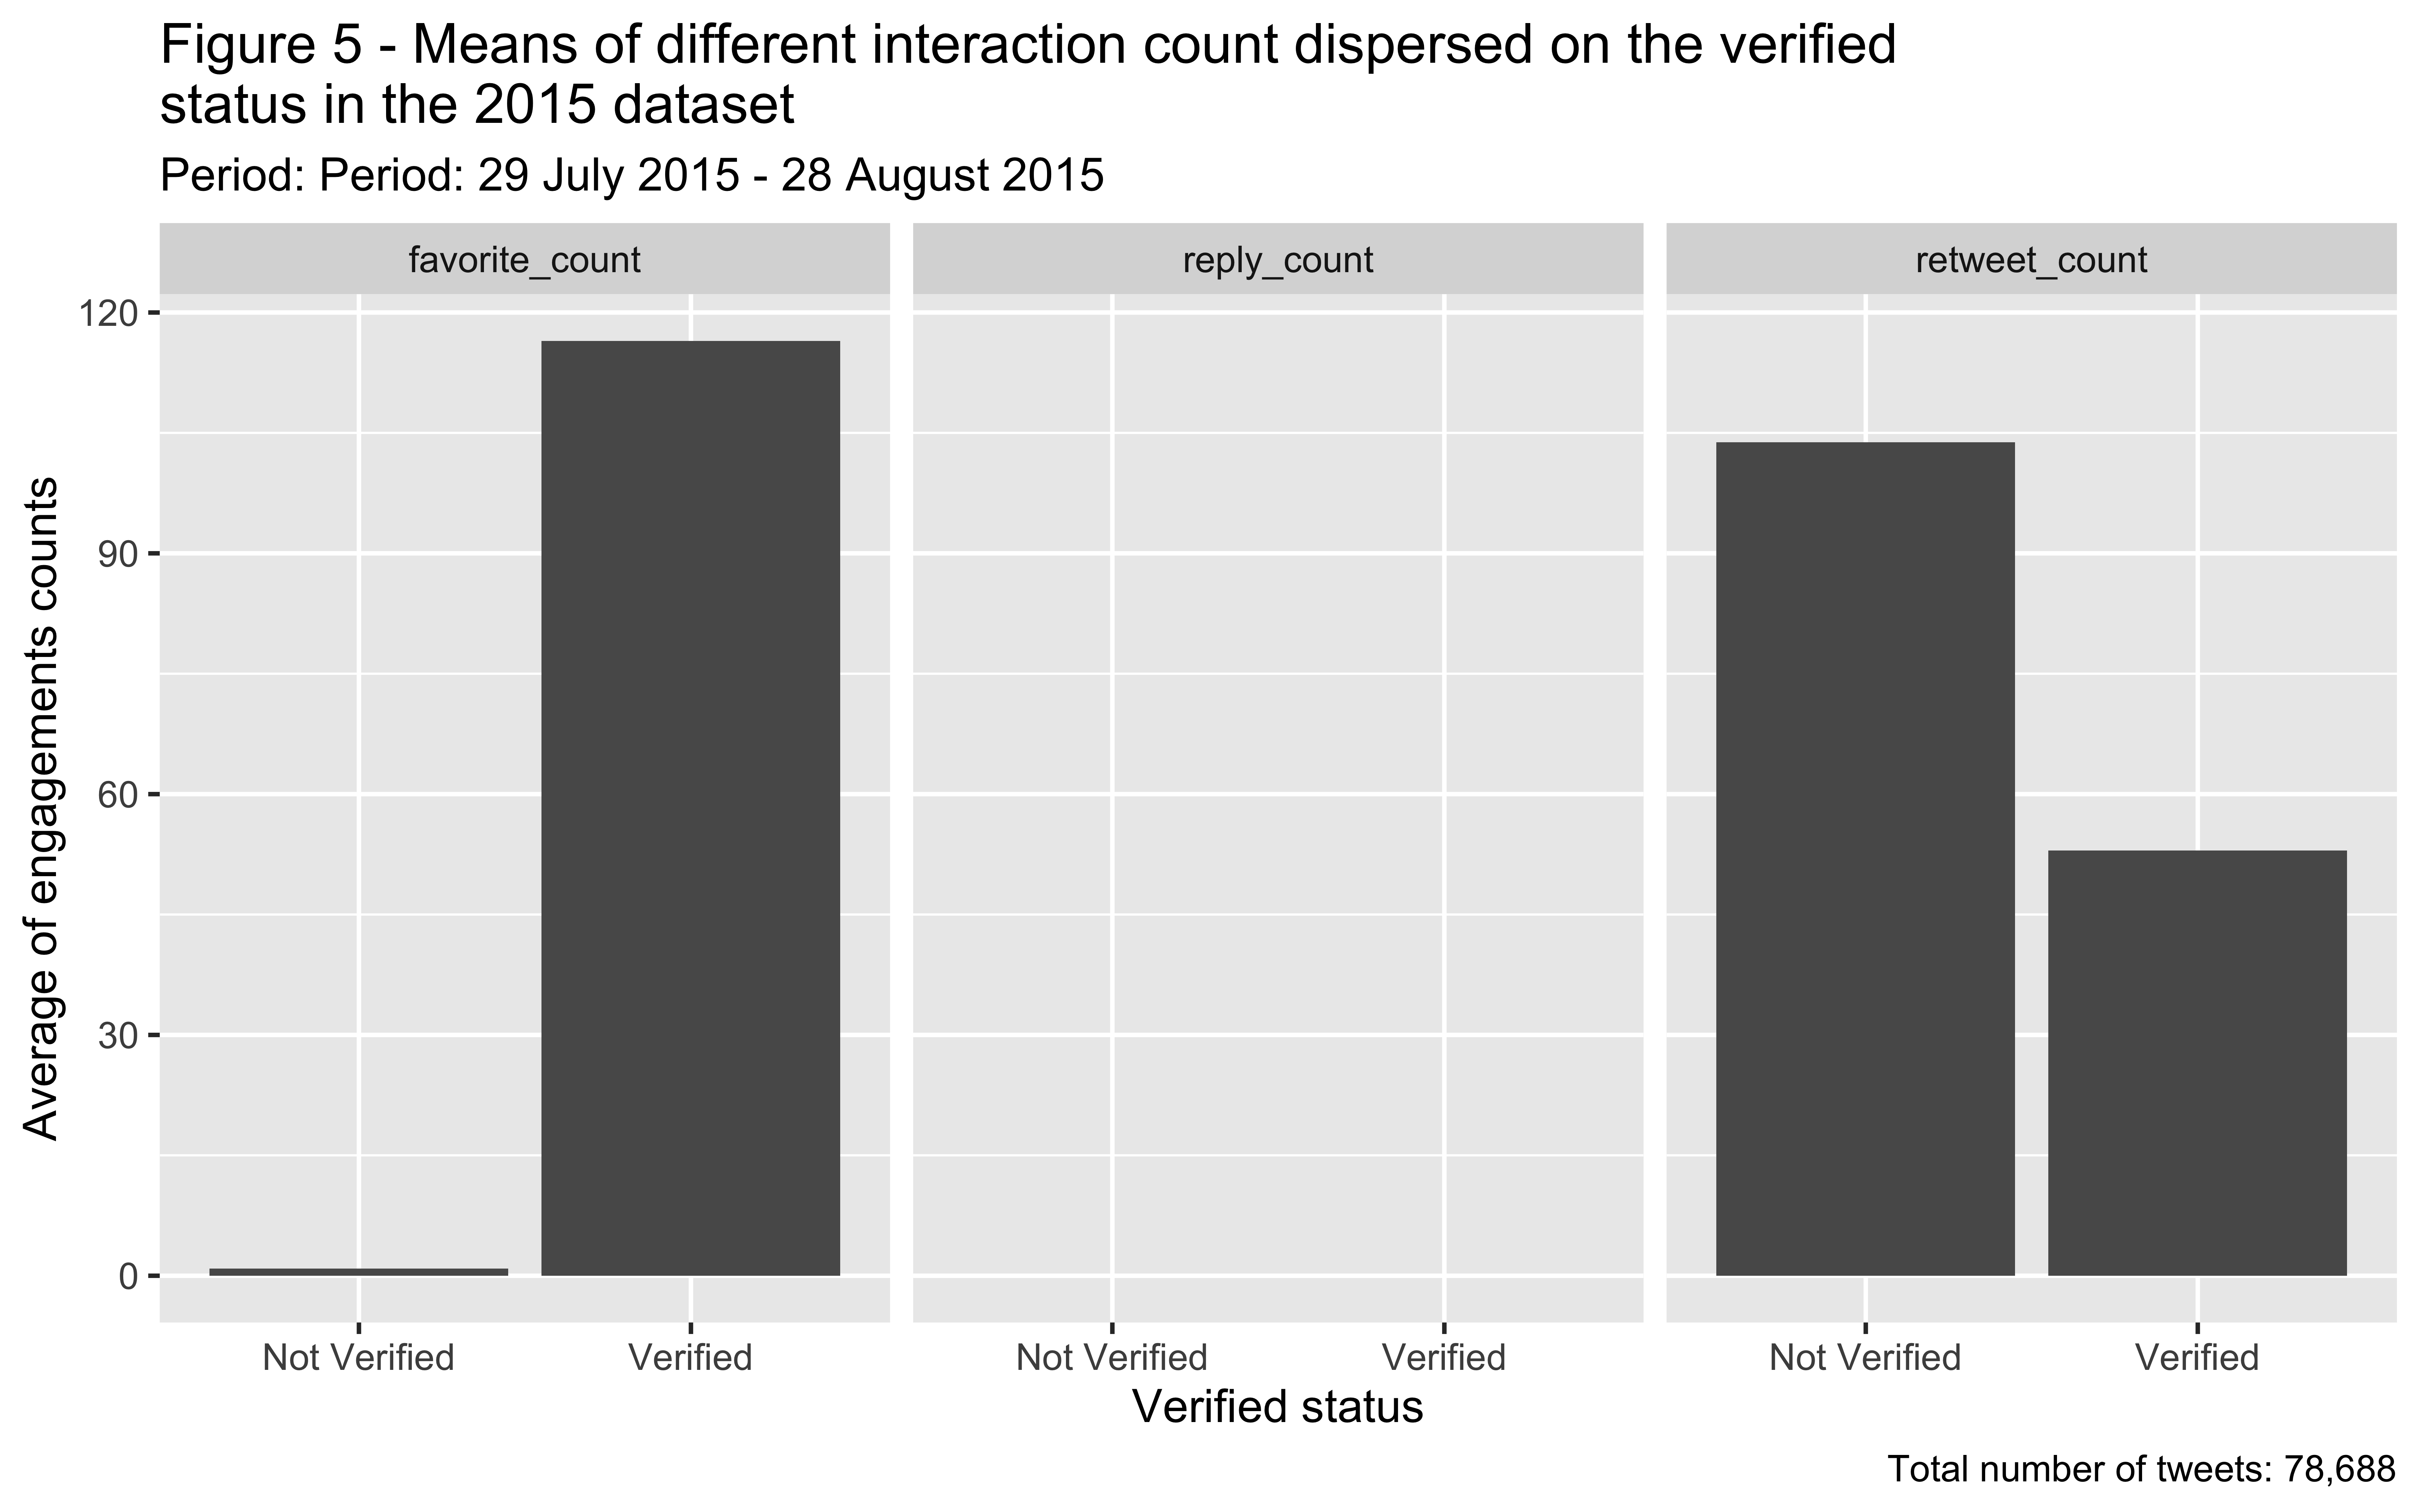 Figure 5 - Means of different interaction count dispersed on the verified
status in the 2015 dataset
Period: Period: 29 July 2015 - 28 August 2015
favorite_count
reply_count
retweet_count
Average of engagements counts
120
90
60
30
0
Not Verified
Verified
Not Verified
Verified
Not Verified
Verified
Verified status
Total number of tweets: 78,688